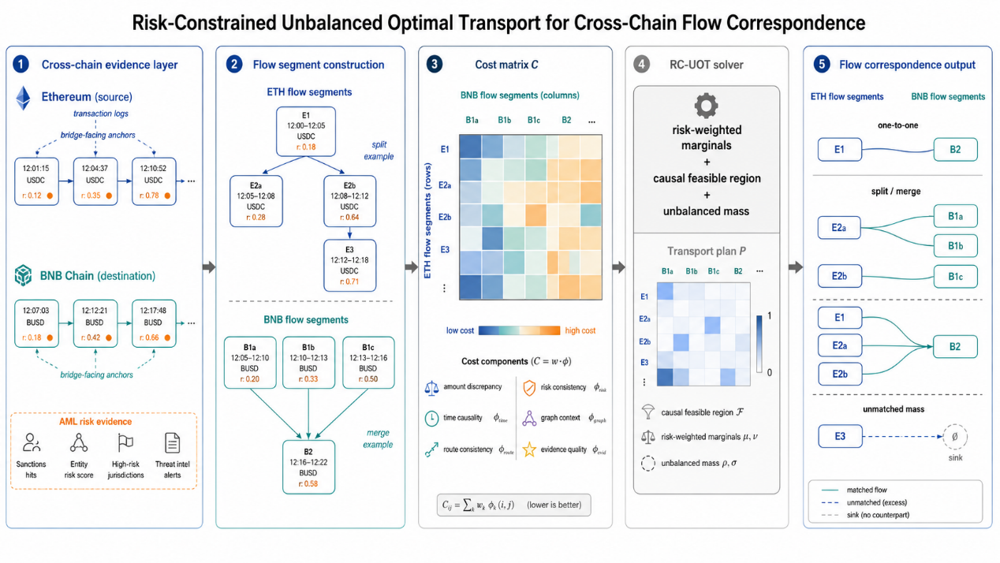 Risk-Constrained Unbalanced Optimal Transport for Cross-Chain Flow Correspondence
1 Cross-chain evidence layer
Ethereum (source)
transaction logs
bridge-facing anchors
12:01:15
USDC
r: 0.12
12:04:37
USDC
r: 0.35
12:10:52
USDC
r: 0.78
...
BNB Chain (destination)
12:07:03
BUSD
r: 0.18
12:12:21
BUSD
r: 0.42
12:17:48
BUSD
r: 0.66
...
bridge-facing anchors
AML risk evidence
Sanctions
hits
Entity
risk score
High-risk
jurisdictions
Threat intel
alerts
2 Flow segment construction
ETH flow segments
E1
12:00–12:05
USDC
r: 0.18
split
example
E2a
12:05–12:08
USDC
r: 0.28
E2b
12:08–12:12
USDC
r: 0.64
E3
12:12–12:18
USDC
r: 0.71
BNB flow segments
B1a
12:05–12:10
BUSD
r: 0.20
B1b
12:10–12:13
BUSD
r: 0.33
B1c
12:13–12:16
BUSD
r: 0.50
merge
example
B2
12:16–12:22
BUSD
r: 0.58
3 Cost matrix C
BNB flow segments (columns)
B1a B1b B1c B2 ...
ETH flow segments (rows)
E1
E2a
E2b
E3
⋮
low cost high cost
Cost components (C = w·ϕ)
amount discrepancy
risk consistency ϕrisk
time causality ϕtime
graph context ϕgraph
route consistency ϕroute
evidence quality ϕevid
Cij = ∑k wk ϕk (i, j) (lower is better)
4 RC-UOT solver
risk-weighted
marginals
+
causal feasible region
+
unbalanced mass
Transport plan P
B1a B1b B1c B2 ...
E1
E2a
E2b
E3
⋮
1
0
causal feasible region ℱ
risk-weighted marginals μ, ν
unbalanced mass ρ, σ
5 Flow correspondence output
ETH flow segments BNB flow segments
one-to-one
E1 B2
split / merge
E2a B1a
B1b
E2b B1c
E1
E2a B2
E2b
unmatched mass
E3 ∅
sink
matched flow
unmatched (excess)
sink (no counterpart)